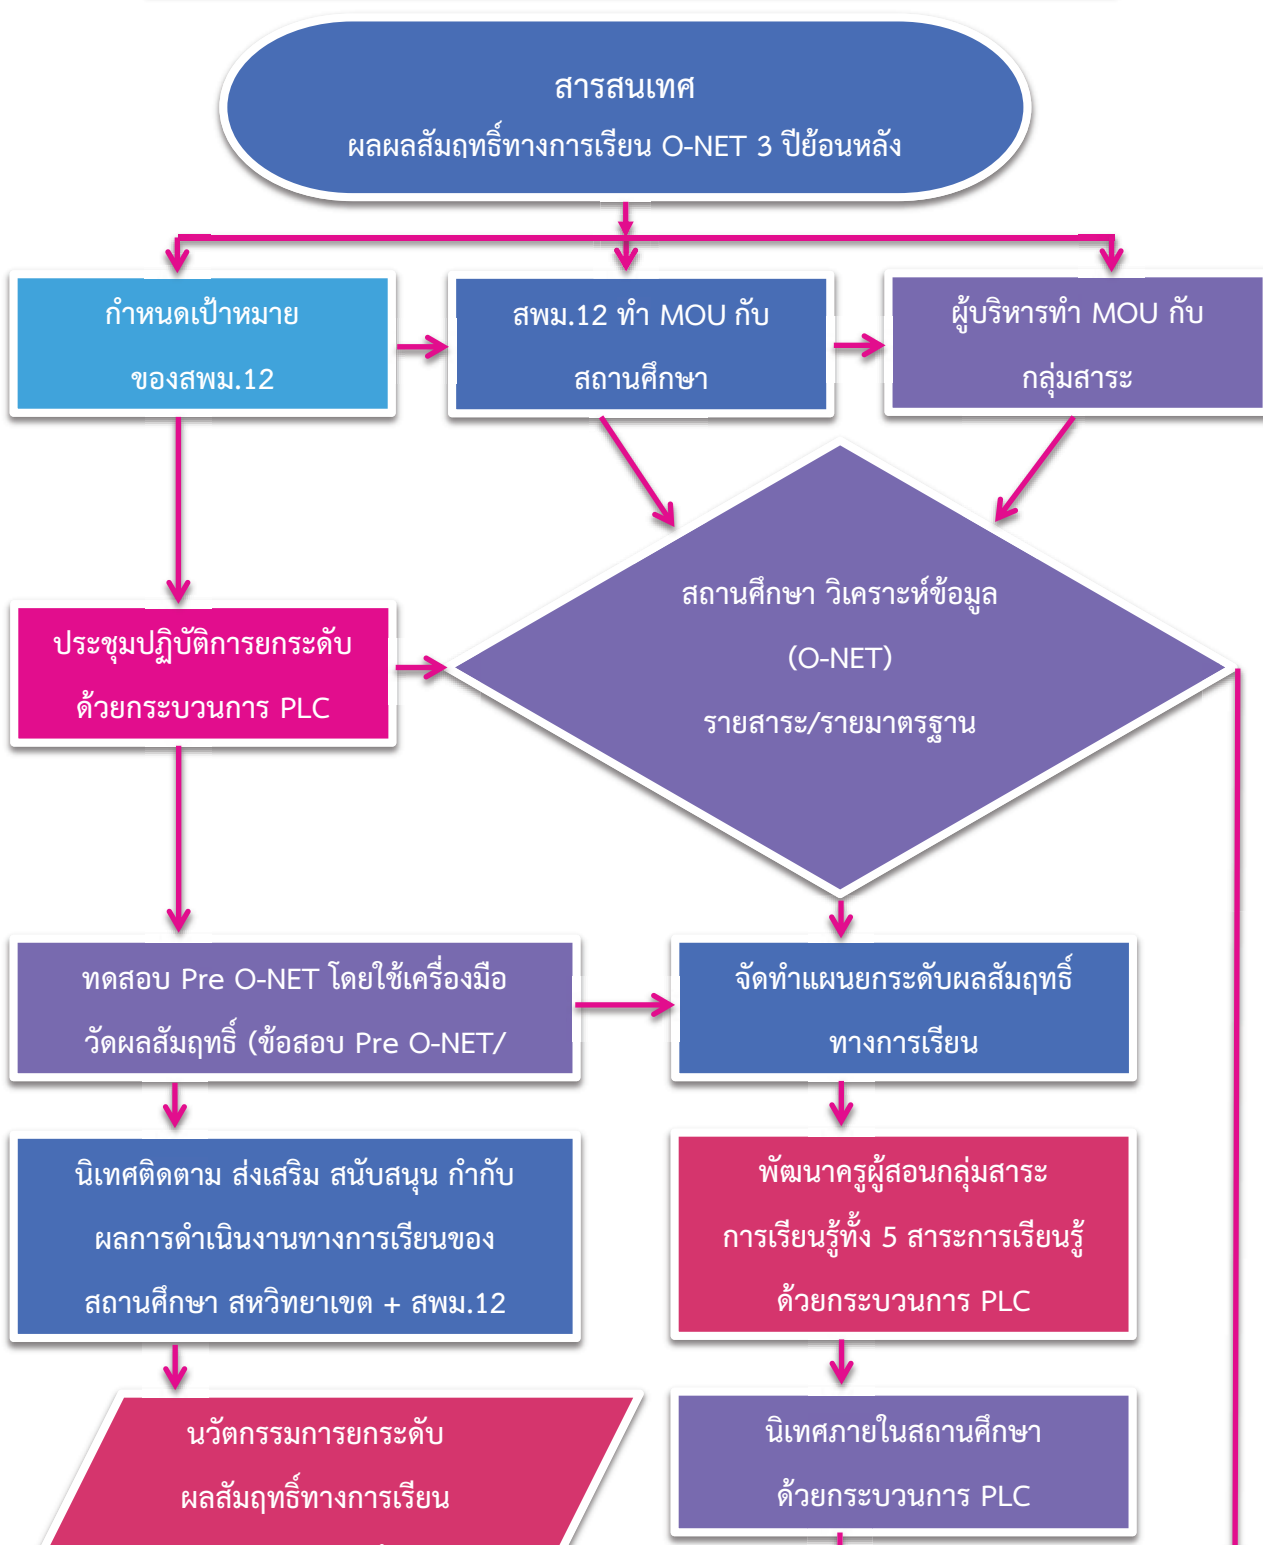 สารสนเทศ
ผลผลสัมฤทธิ์ทางการเรียน O-NET 3 ปีย้อนหลัง
กำหนดเป้าหมาย
ของสพม.12
สพม.12 ทำ MOU กับ
สถานศึกษา
ผู้บริหารทำ MOU กับ
กลุ่มสาระ
สถานศึกษา วิเคราะห์ข้อมูล
(O-NET)
รายสาระ/รายมาตรฐาน
ประชุมปฏิบัติการยกระดับ
ด้วยกระบวนการ PLC
ทดสอบ Pre O-NET โดยใช้เครื่องมือ
วัดผลสัมฤทธิ์ (ข้อสอบ Pre O-NET/
จัดทำแผนยกระดับผลสัมฤทธิ์
ทางการเรียน
นิเทศติดตาม ส่งเสริม สนับสนุน กำกับ
ผลการดำเนินงานทางการเรียนของ
สถานศึกษา สหวิทยาเขต + สพม.12
พัฒนาครูผู้สอนกลุ่มสาระ
การเรียนรู้ทั้ง 5 สาระการเรียนรู้
ด้วยกระบวนการ PLC
นวัตกรรมการยกระดับ
ผลสัมฤทธิ์ทางการเรียน
นิเทศภายในสถานศึกษา
ด้วยกระบวนการ PLC